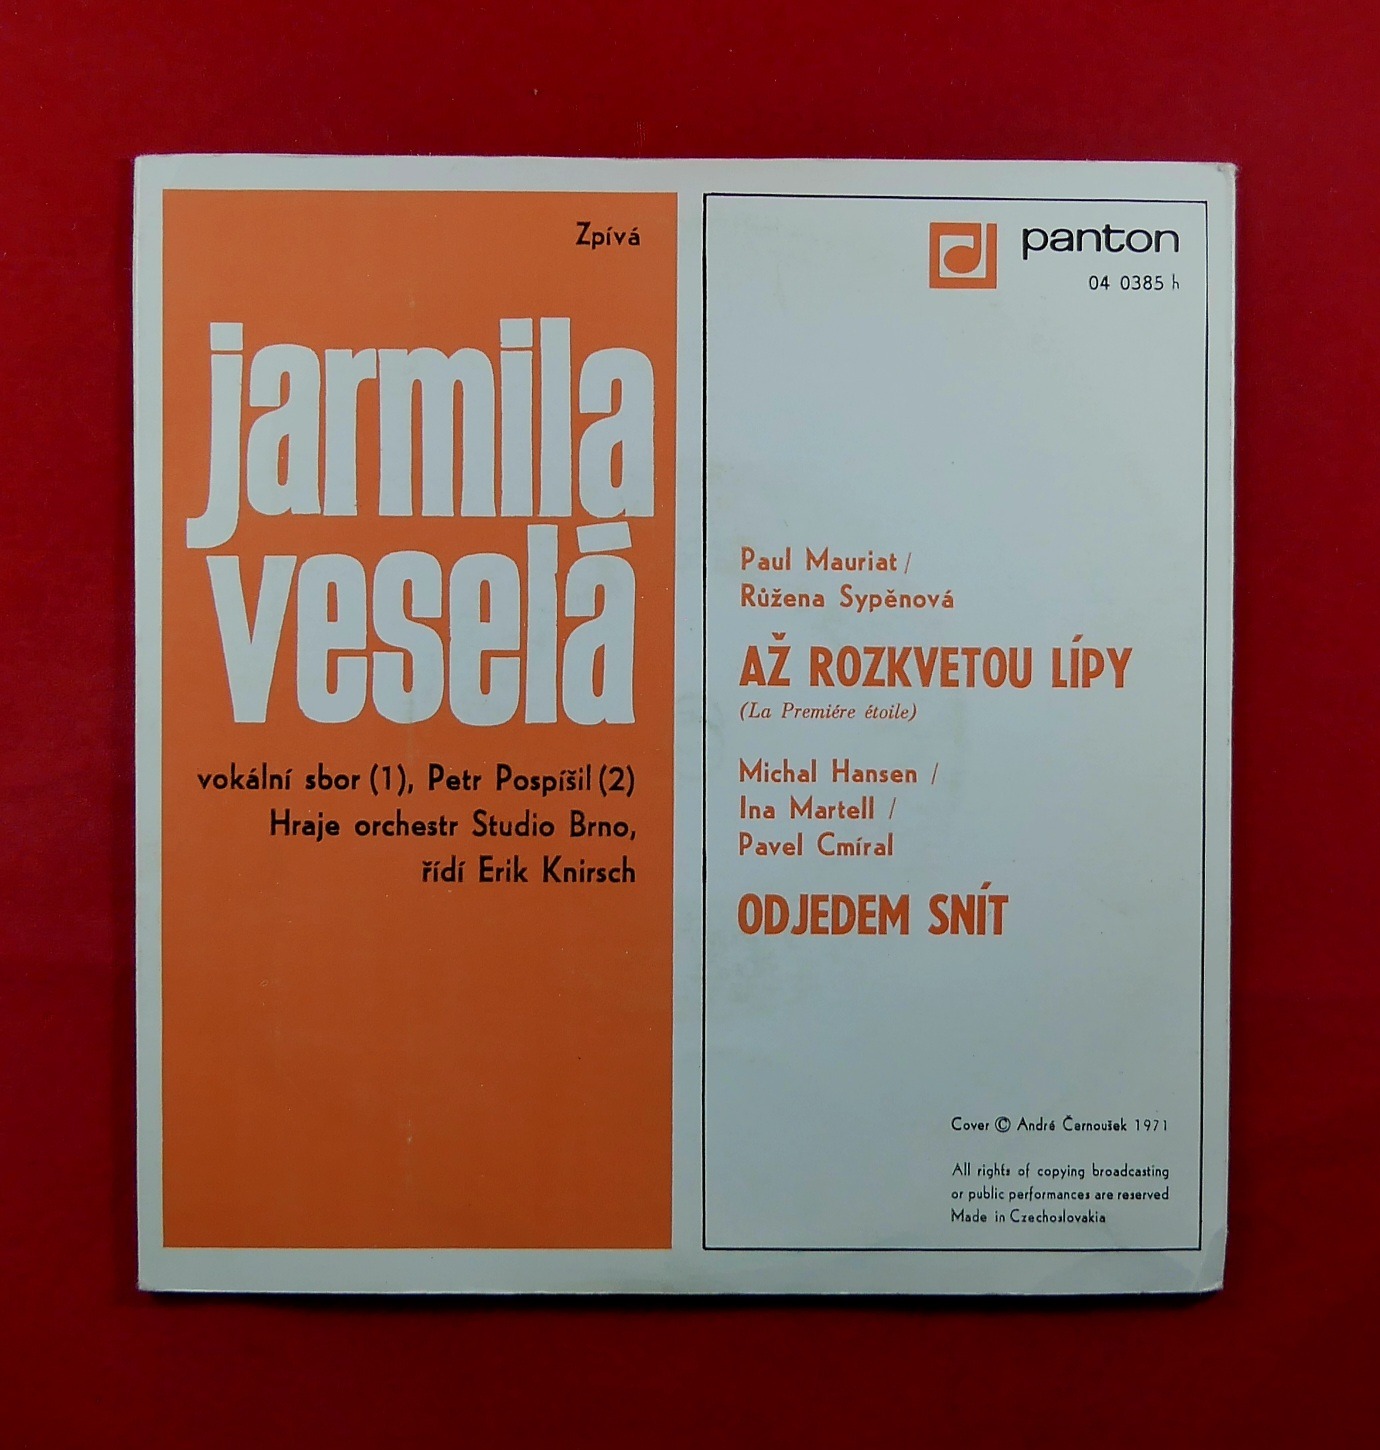 Zpívá
jarmila
veselá
vokální sbor (1), Petr Pospíšil (2)
Hraje orchestr Studio Brno,
řídí Erik Knirsch
panton
04 0385 h
Paul Mauriat /
Růžena Sypěnová
AŽ ROZKVETOU LÍPY
(La Premiére étoile)
Michal Hansen /
Ina Martell /
Pavel Cmíral
ODJEDEM SNÍT
Cover © André Černoušek 1971
All rights of copying broadcasting
or public performances are reserved
Made in Czechoslovakia